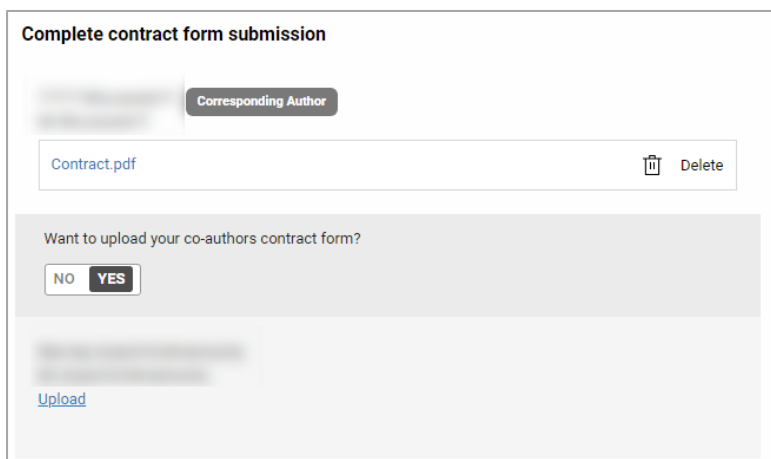 Complete contract form submission
Corresponding Author
Contract.pdf Delete
Want to upload your co-authors contract form?
NO YES
Upload